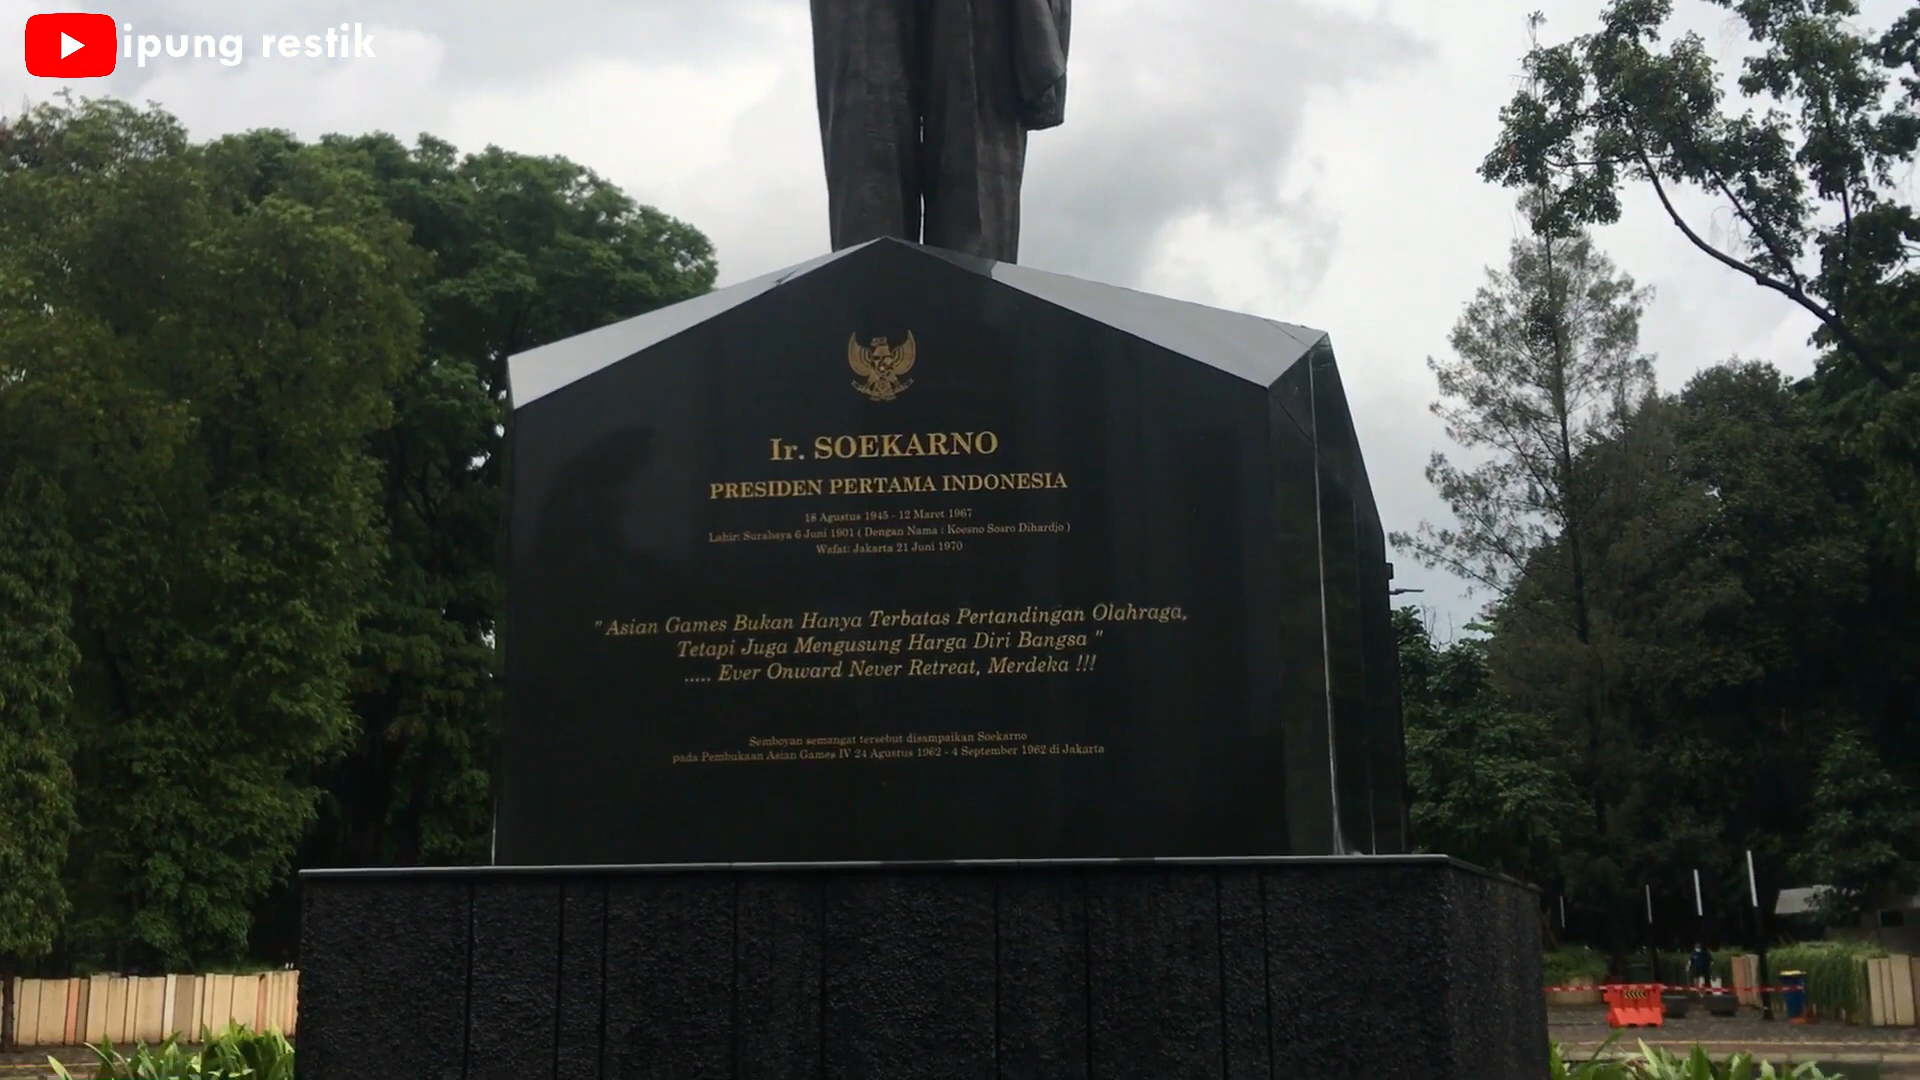 ipung restik
Ir. SOEKARNO
PRESIDEN PERTAMA INDONESIA
18 Agustus 1945 - 12 Maret 1967
Lahir: Surabaya 6 Juni 1901 ( Dengan Nama : Koesno Sosro Dihardjo )
Wafat: Jakarta 21 Juni 1970
" Asian Games Bukan Hanya Terbatas Pertandingan Olahraga,
Tetapi Juga Mengusung Harga Diri Bangsa "
..... Ever Onward Never Retreat, Merdeka !!!
Semboyan semangat tersebut disampaikan Soekarno
pada Pembukaan Asian Games IV 24 Agustus 1962 - 4 September 1962 di Jakarta